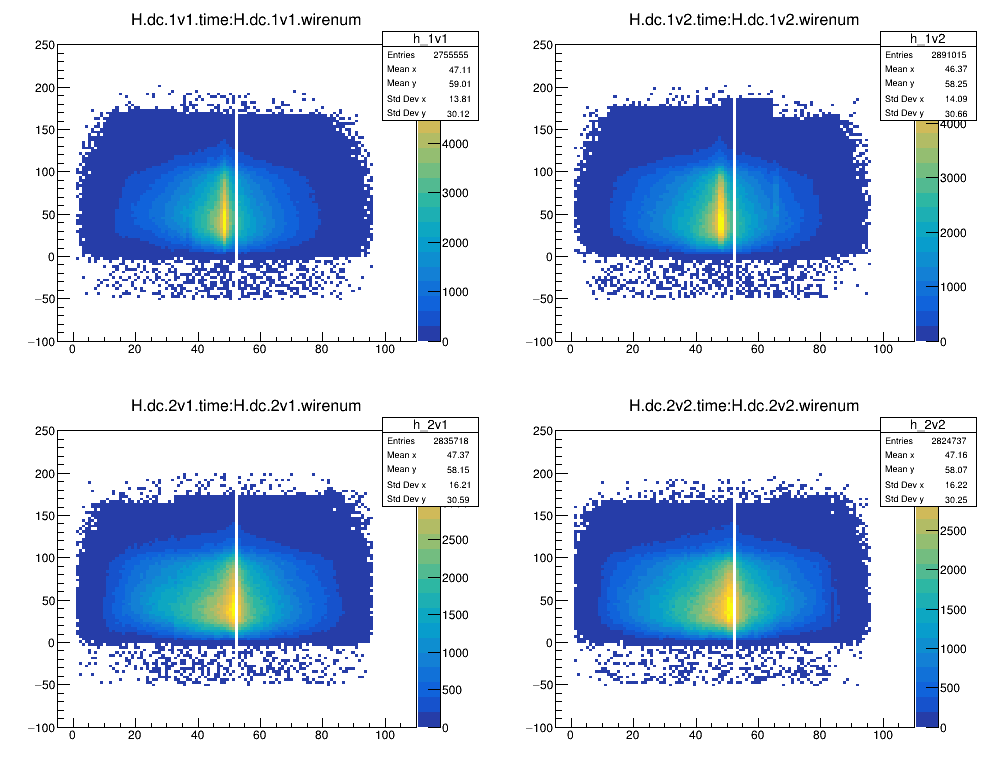 H.dc.1v1.time:H.dc.1v1.wirenum
h_1v1
Entries 2755555
Mean x 47.11
Mean y 59.01
Std Dev x 13.81
Std Dev y 30.12
250
200
150
100
50
0
−50
−100
0 20 40 60 80 100
4000
3000
2000
1000
0
H.dc.1v2.time:H.dc.1v2.wirenum
h_1v2
Entries 2891015
Mean x 46.37
Mean y 58.25
Std Dev x 14.09
Std Dev y 30.66
250
200
150
100
50
0
−50
−100
0 20 40 60 80 100
4000
3000
2000
1000
0
H.dc.2v1.time:H.dc.2v1.wirenum
h_2v1
Entries 2835718
Mean x 47.37
Mean y 58.15
Std Dev x 16.21
Std Dev y 30.59
250
200
150
100
50
0
−50
−100
0 20 40 60 80 100
2500
2000
1500
1000
500
0
H.dc.2v2.time:H.dc.2v2.wirenum
h_2v2
Entries 2824737
Mean x 47.16
Mean y 58.07
Std Dev x 16.22
Std Dev y 30.25
250
200
150
100
50
0
−50
−100
0 20 40 60 80 100
2500
2000
1500
1000
500
0